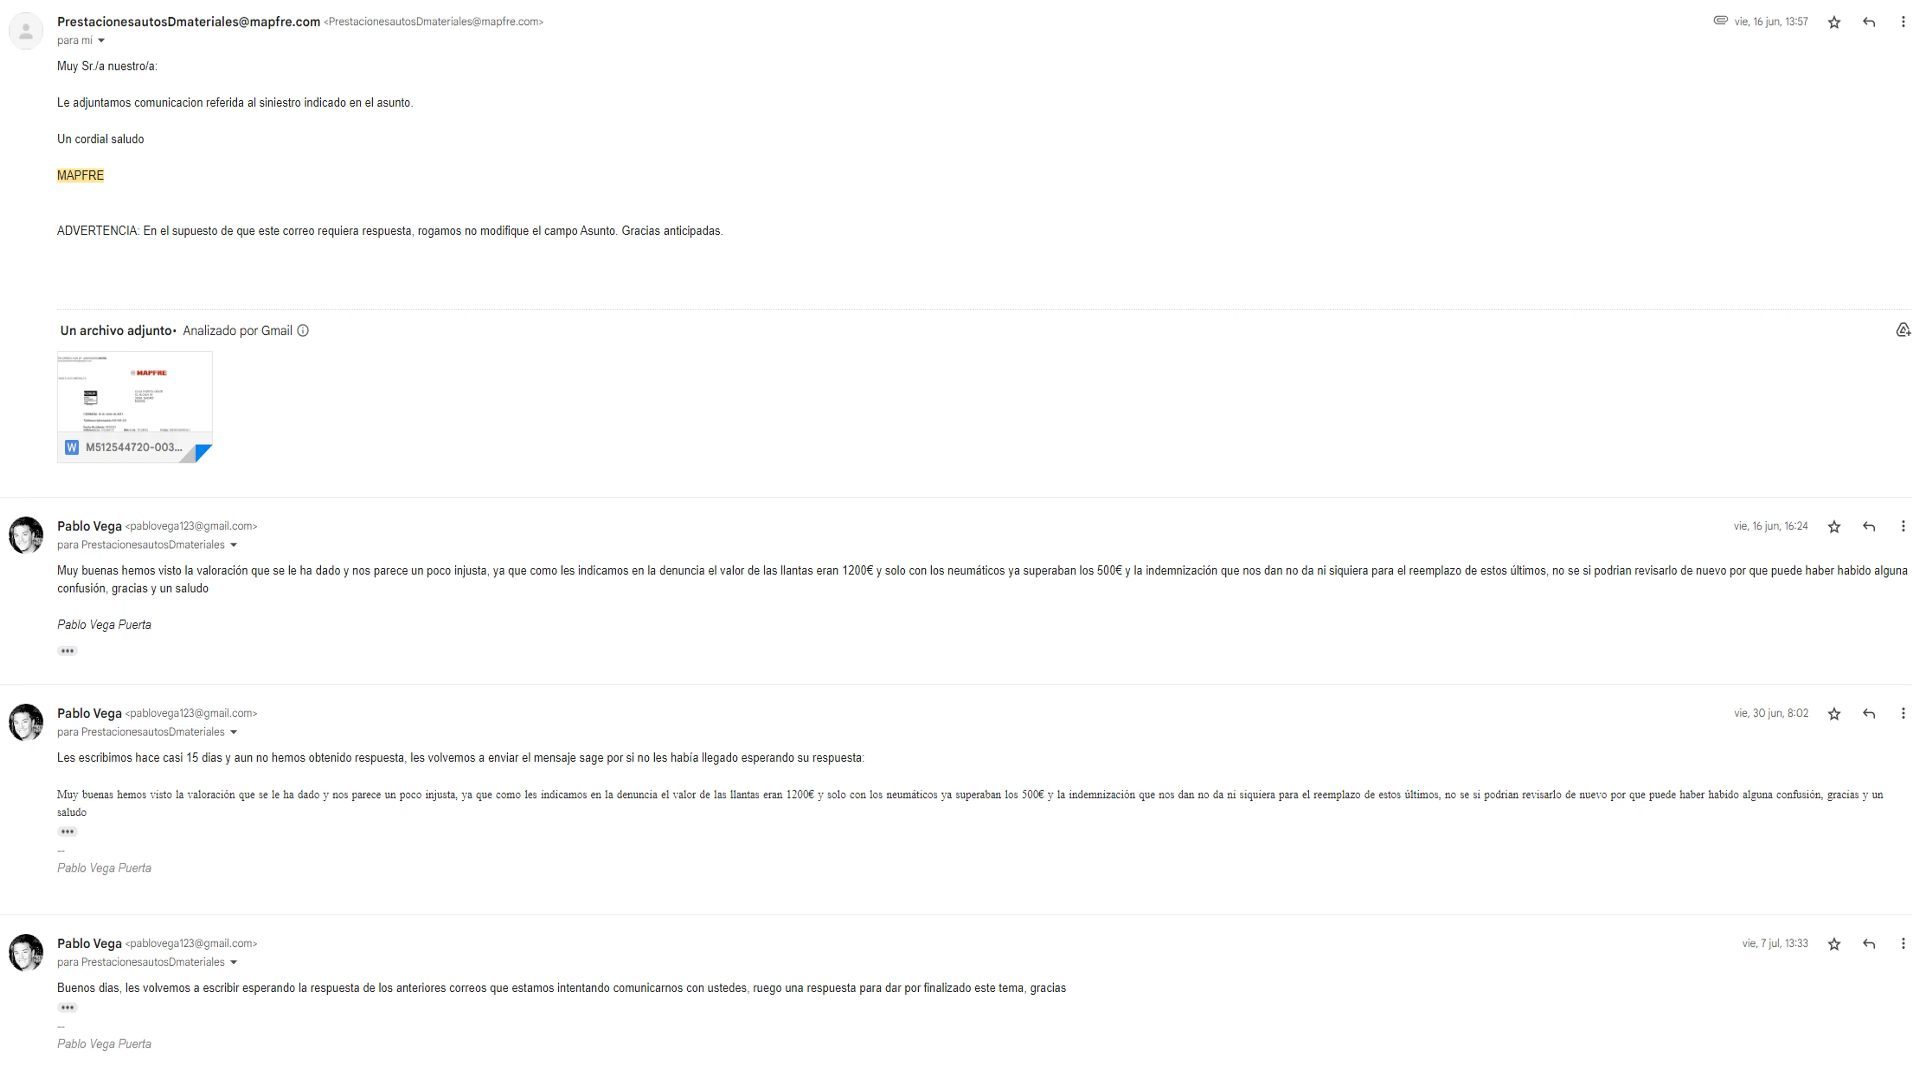 PrestacionesautosDmateriales@mapfre.com <PrestacionesautosDmateriales@mapfre.com>
vie, 16 jun, 13:57
para mí
Muy Sr./a nuestro/a:
Le adjuntamos comunicacion referida al siniestro indicado en el asunto.
Un cordial saludo
MAPFRE
ADVERTENCIA: En el supuesto de que este correo requiera respuesta, rogamos no modifique el campo Asunto. Gracias anticipadas.
Un archivo adjunto• Analizado por Gmail
MAPFRE
W M512544720-003...
Pablo Vega <pablovega123@gmail.com>
vie, 16 jun, 16:24
para PrestacionesautosDmateriales
Muy buenas hemos visto la valoración que se le ha dado y nos parece un poco injusta, ya que como les indicamos en la denuncia el valor de las llantas eran 1200€ y solo con los neumáticos ya superaban los 500€ y la indemnización que nos dan no da ni siquiera para el reemplazo de estos últimos, no se si podrian revisarlo de nuevo por que puede haber habido alguna
confusión, gracias y un saludo
Pablo Vega Puerta
Pablo Vega <pablovega123@gmail.com>
vie, 30 jun, 8:02
para PrestacionesautosDmateriales
Les escribimos hace casi 15 dias y aun no hemos obtenido respuesta, les volvemos a enviar el mensaje sage por si no les había llegado esperando su respuesta:
Muy buenas hemos visto la valoración que se le ha dado y nos parece un poco injusta, ya que como les indicamos en la denuncia el valor de las llantas eran 1200€ y solo con los neumáticos ya superaban los 500€ y la indemnización que nos dan no da ni siquiera para el reemplazo de estos últimos, no se si podrian revisarlo de nuevo por que puede haber habido alguna confusión, gracias y un
saludo
--
Pablo Vega Puerta
Pablo Vega <pablovega123@gmail.com>
vie, 7 jul, 13:33
para PrestacionesautosDmateriales
Buenos dias, les volvemos a escribir esperando la respuesta de los anteriores correos que estamos intentando comunicarnos con ustedes, ruego una respuesta para dar por finalizado este tema, gracias
--
Pablo Vega Puerta